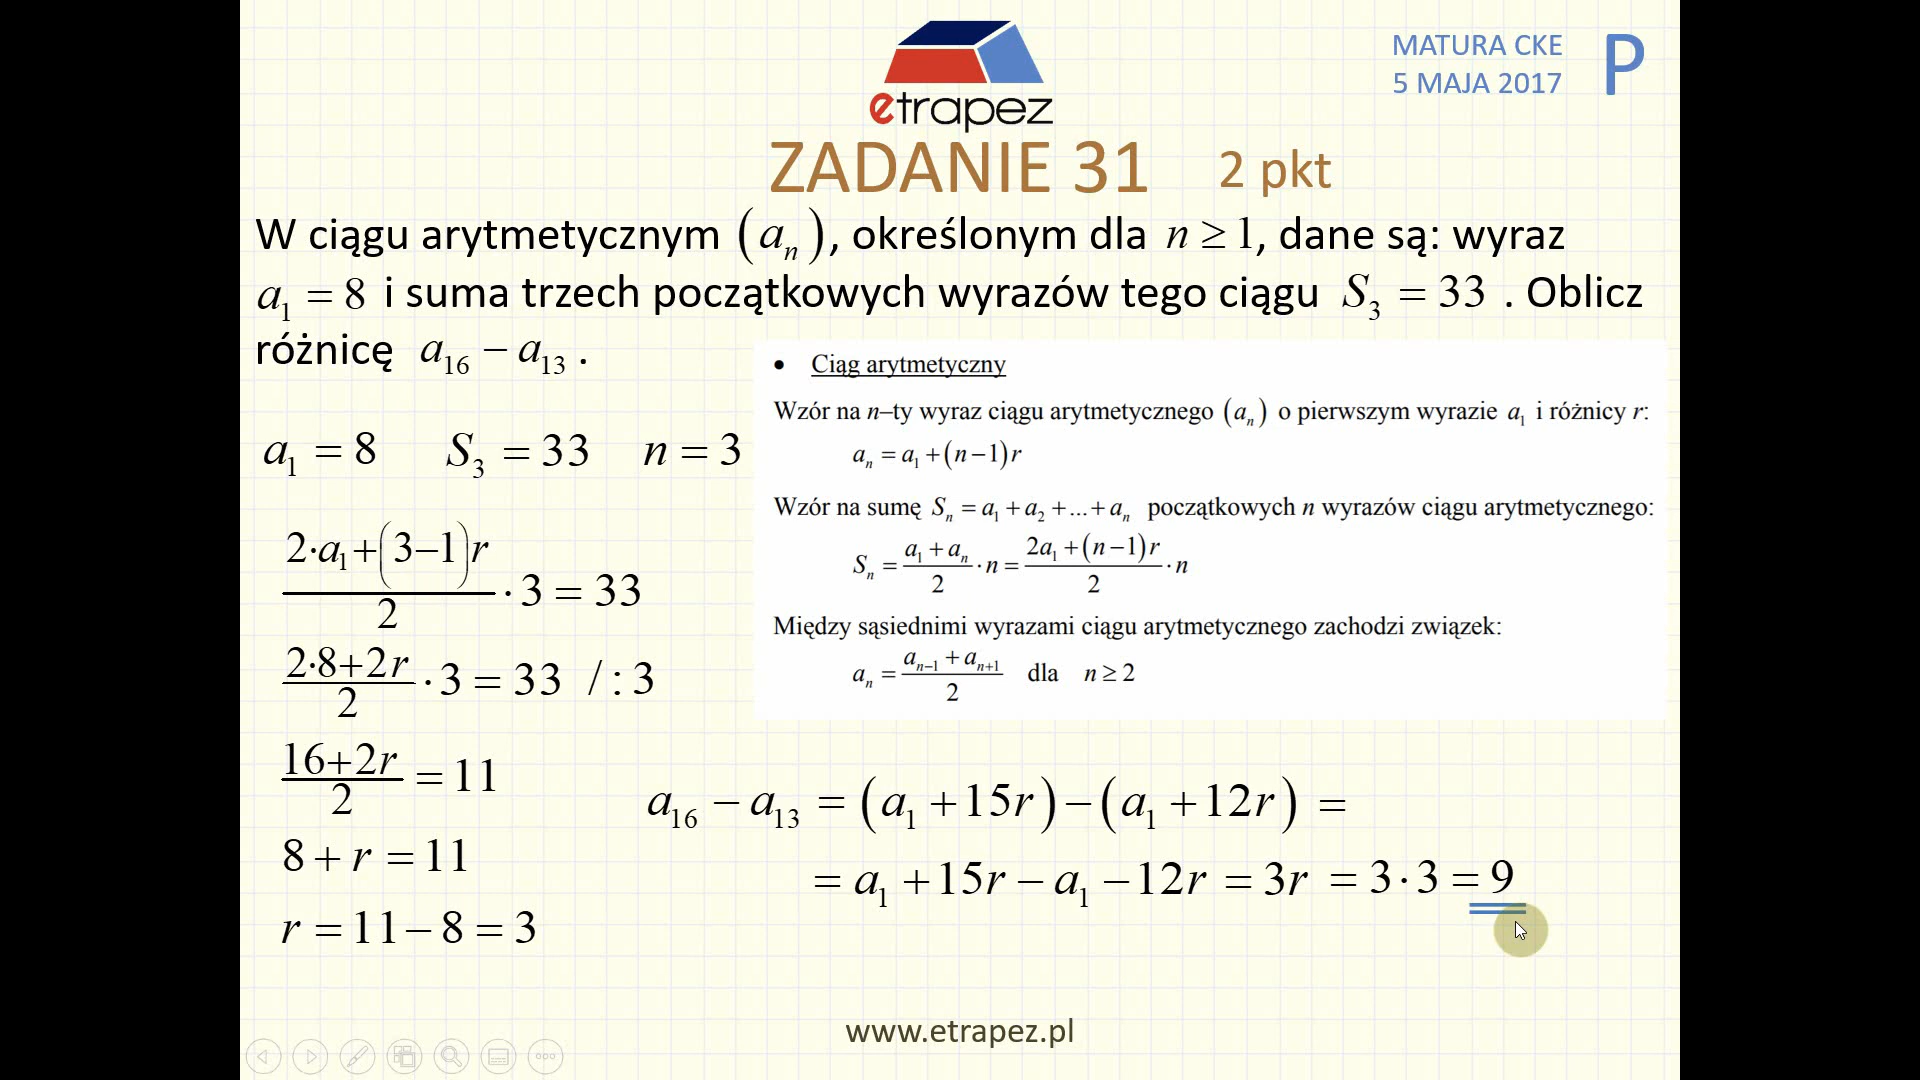 etrapez
MATURA CKE
5 MAJA 2017
P
ZADANIE 31 2 pkt
W ciągu arytmetycznym (aₙ), określonym dla n ≥ 1, dane są: wyraz
a₁ = 8 i suma trzech początkowych wyrazów tego ciągu S₃ = 33 . Oblicz
różnicę a₁₆ − a₁₃ .
a₁ = 8 S₃ = 33 n = 3
(2·a₁+(3−1)r)/2 · 3 = 33
(2·8+2r)/2 · 3 = 33 / : 3
(16+2r)/2 = 11
8 + r = 11
r = 11 − 8 = 3
• Ciąg arytmetyczny
Wzór na n–ty wyraz ciągu arytmetycznego (aₙ) o pierwszym wyrazie a₁ i różnicy r:
aₙ = a₁ + (n − 1)r
Wzór na sumę Sₙ = a₁ + a₂ + ... + aₙ początkowych n wyrazów ciągu arytmetycznego:
Sₙ = (a₁ + aₙ)/2 · n = (2a₁ + (n − 1)r)/2 · n
Między sąsiednimi wyrazami ciągu arytmetycznego zachodzi związek:
aₙ = (aₙ₋₁ + aₙ₊₁)/2 dla n ≥ 2
a₁₆ − a₁₃ = (a₁ + 15r) − (a₁ + 12r) =
= a₁ + 15r − a₁ − 12r = 3r = 3 · 3 = 9
www.etrapez.pl